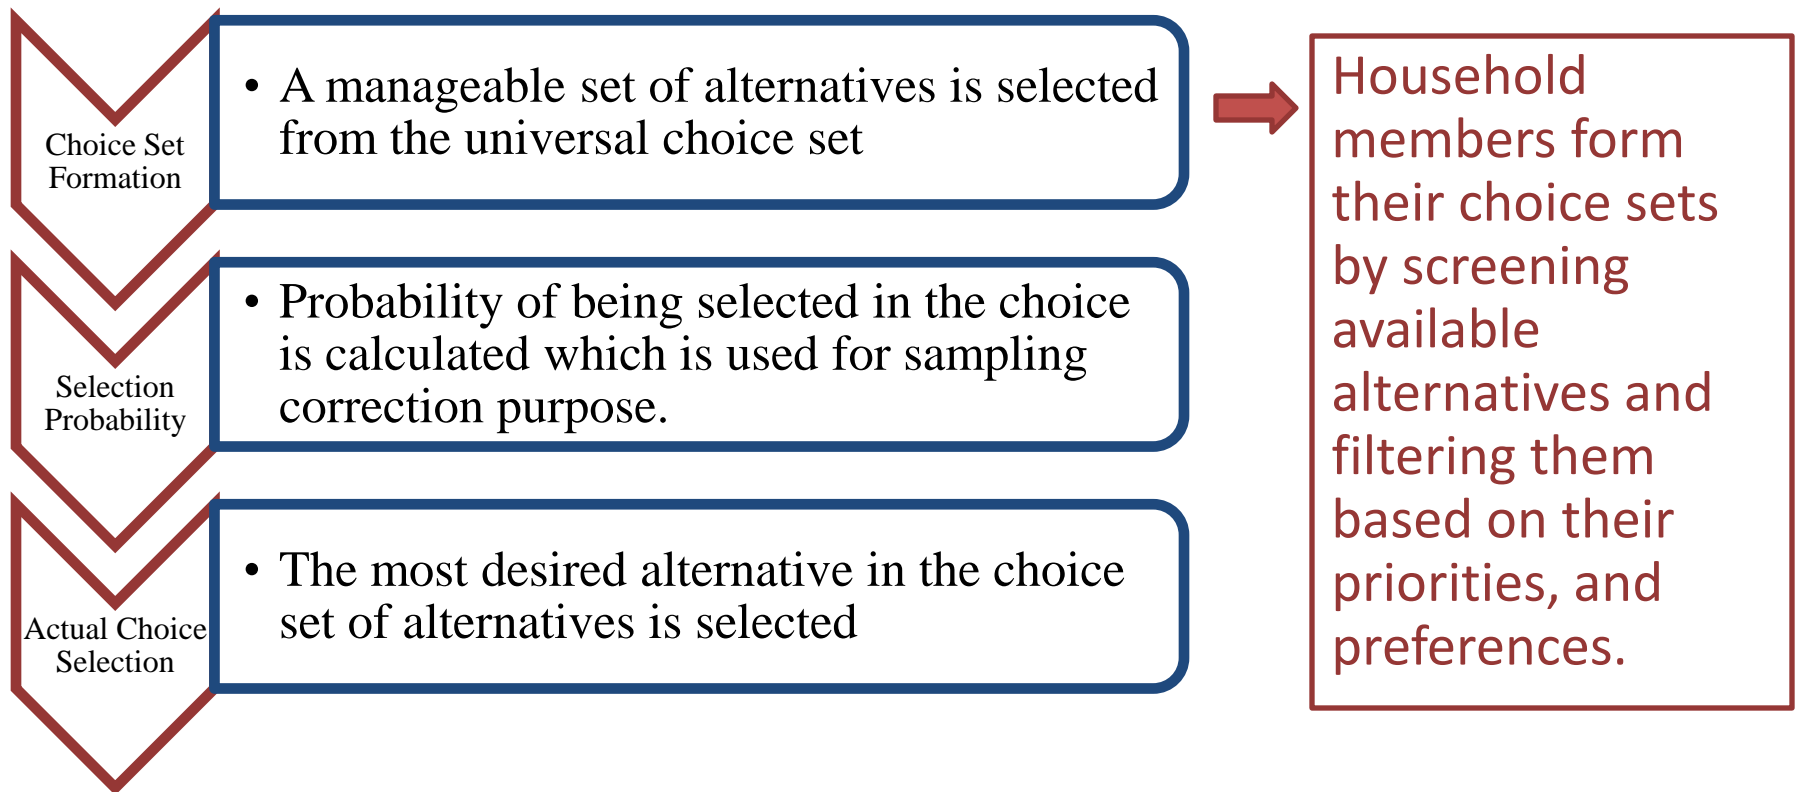 Choice Set
Formation
• A manageable set of alternatives is selected
from the universal choice set
Selection
Probability
• Probability of being selected in the choice
is calculated which is used for sampling
correction purpose.
Actual Choice
Selection
• The most desired alternative in the choice
set of alternatives is selected
Household
members form
their choice sets
by screening
available
alternatives and
filtering them
based on their
priorities, and
preferences.